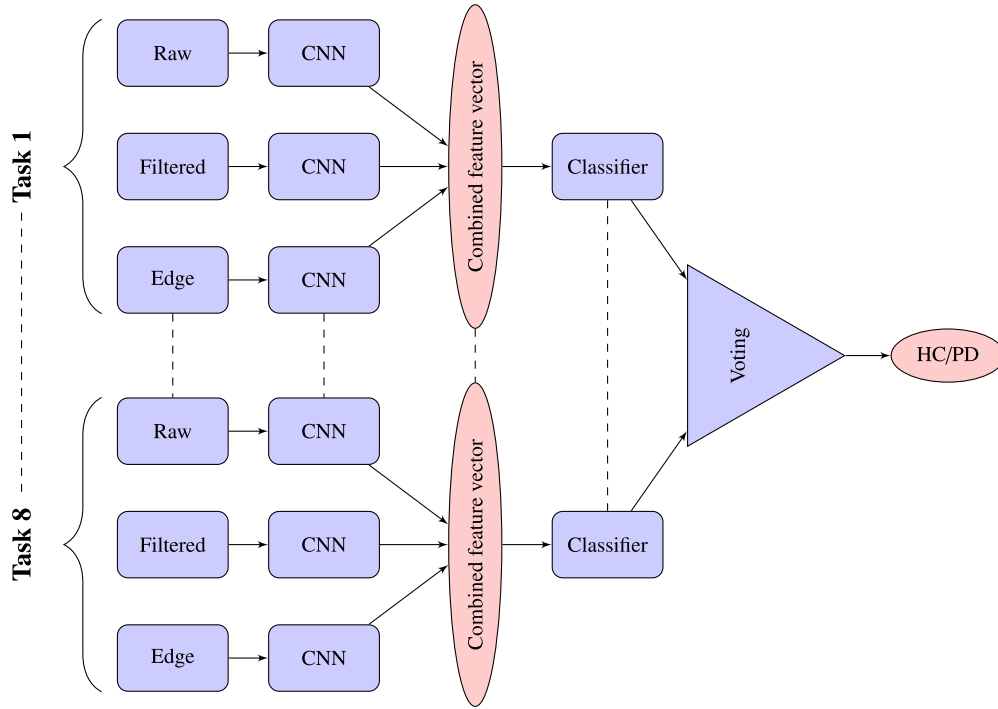 Task 1
Raw
CNN
Filtered
CNN
Edge
CNN
Combined feature vector
Classifier
Voting
HC/PD
Task 8
Raw
CNN
Filtered
CNN
Edge
CNN
Combined feature vector
Classifier